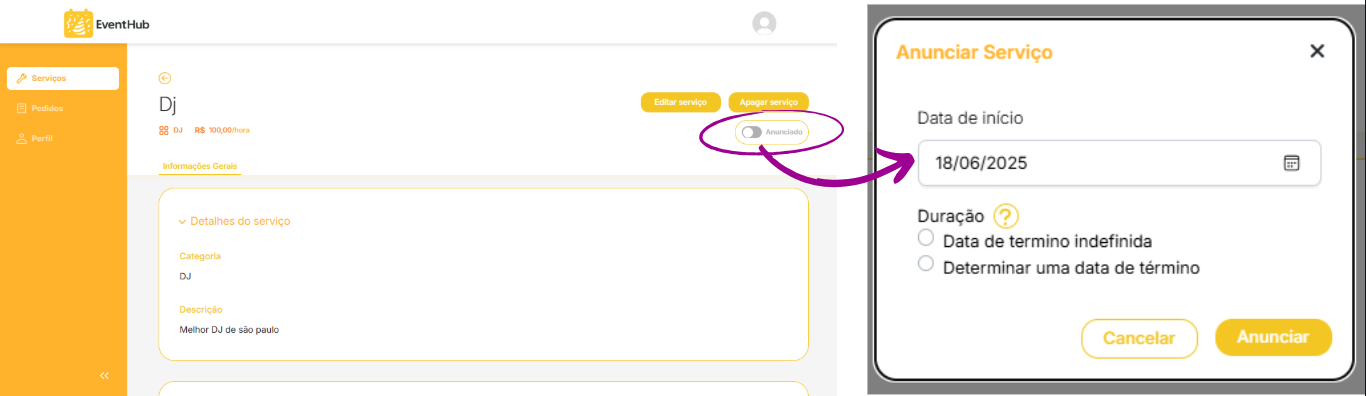 EventHub
Serviços
Pedidos
Perfil
Dj
Editar serviço
Apagar serviço
DJ R$ 100,00/hora
Anunciado
Informações Gerais
Detalhes do serviço
Categoria
DJ
Descrição
Melhor DJ de são paulo
Anunciar Serviço
Data de início
18/06/2025
Duração ?
Data de termino indefinida
Determinar uma data de término
Cancelar
Anunciar